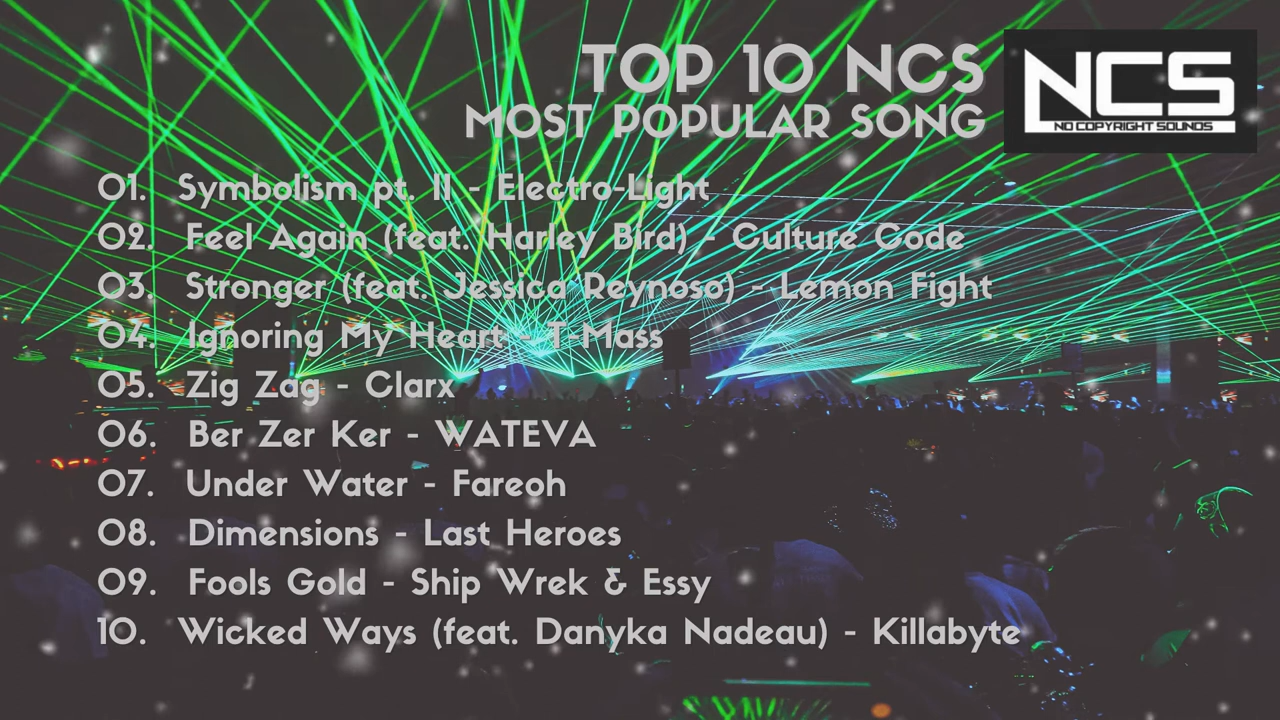 TOP 10 NCS
MOST POPULAR SONG
NCS
NO COPYRIGHT SOUNDS
01. Symbolism pt. II - Electro-Light
02. Feel Again (feat. Harley Bird) - Culture Code
03. Stronger (feat. Jessica Reynoso) - Lemon Fight
04. Ignoring My Heart - T-Mass
05. Zig Zag - Clarx
06. Ber Zer Ker - WATEVA
07. Under Water - Fareoh
08. Dimensions - Last Heroes
09. Fools Gold - Ship Wrek & Essy
10. Wicked Ways (feat. Danyka Nadeau) - Killabyte